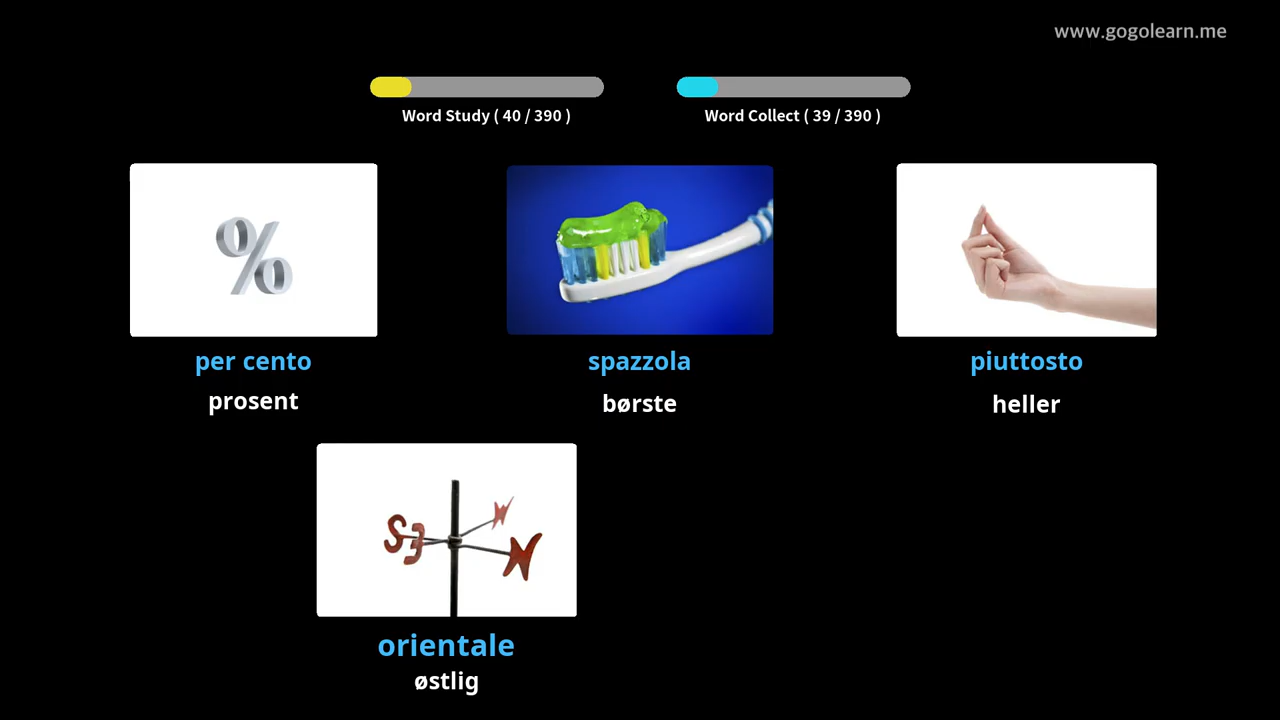 www.gogolearn.me
Word Study ( 40 / 390 )
Word Collect ( 39 / 390 )
%
per cento
spazzola
piuttosto
prosent
børste
heller
orientale
østlig